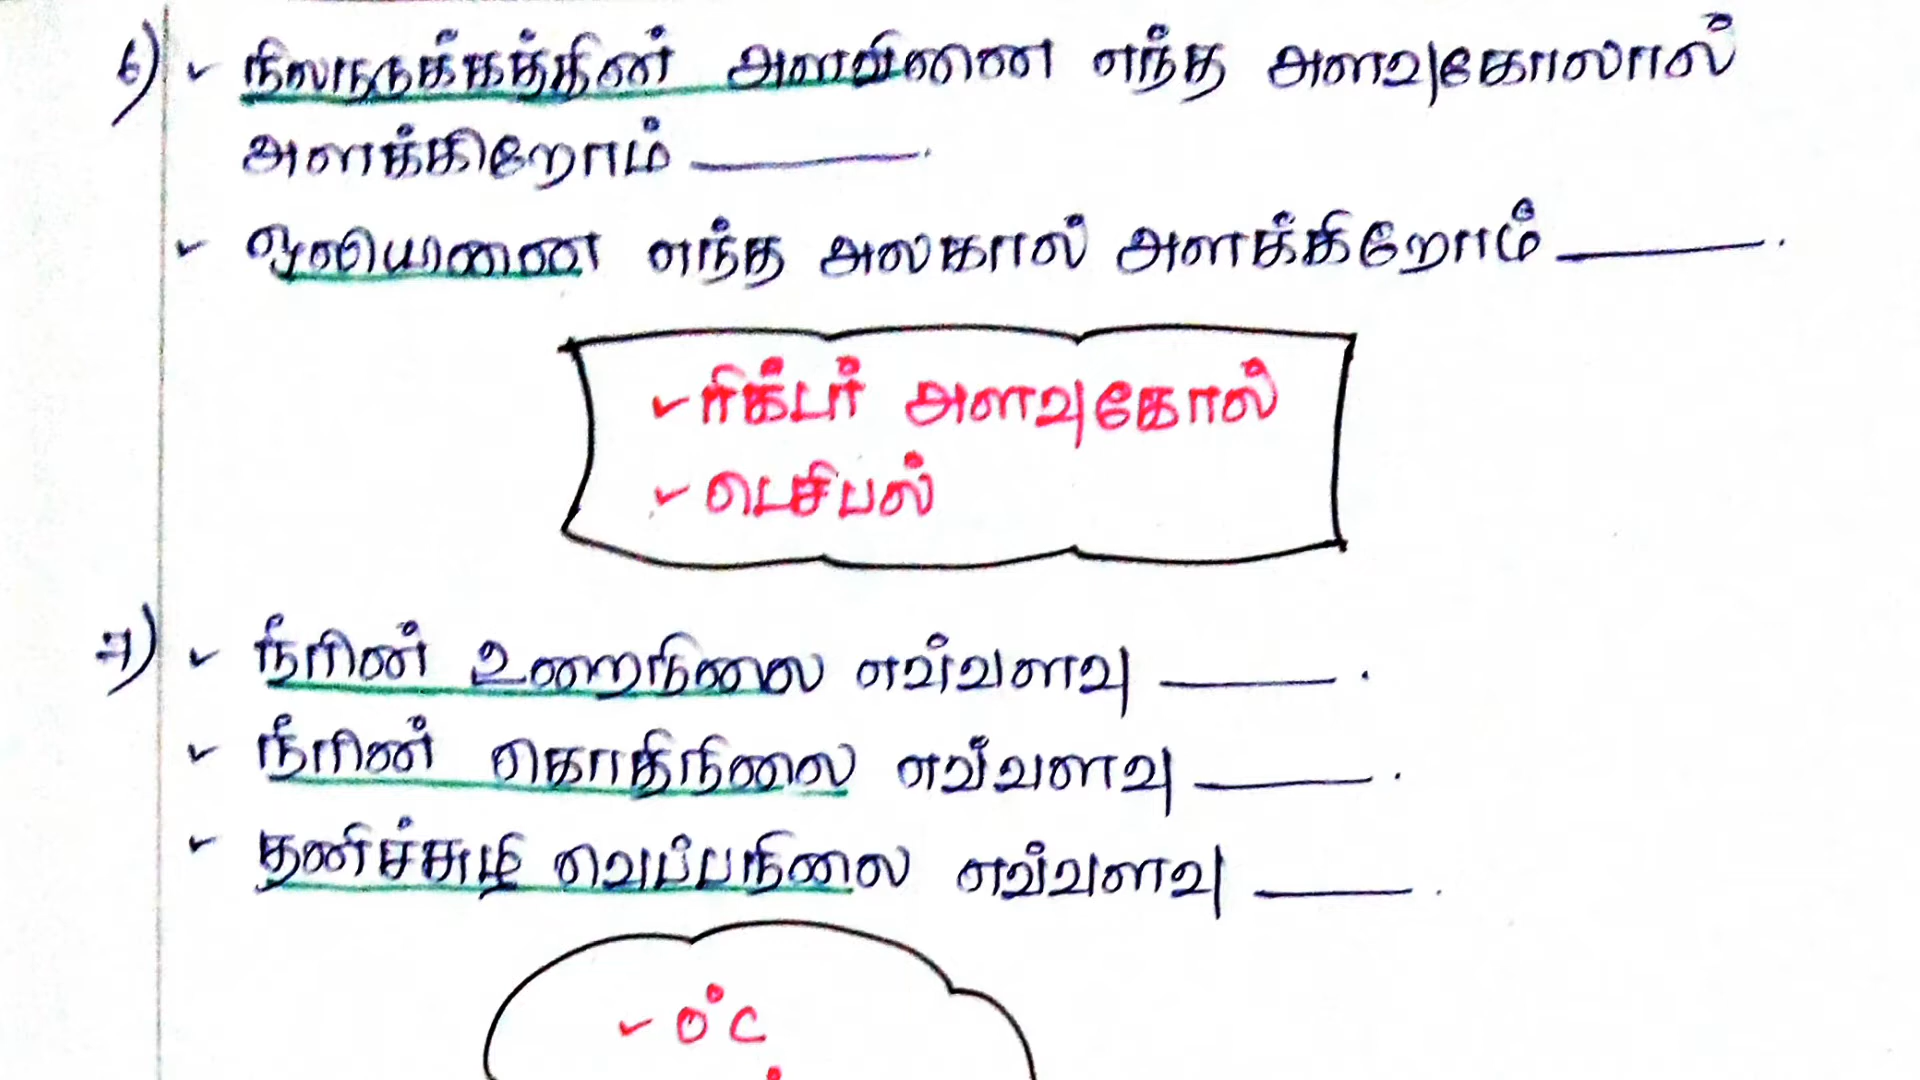 6) ✓ நிலநடுக்கத்தின் அளவினை எந்த அளவுகோலால்
அளக்கிறோம் ______.
✓ ஒலியினை எந்த அலகால் அளக்கிறோம் ______.
✓ ரிக்டர் அளவுகோல்
✓ டெசிபல்
7) ✓ நீரின் உறைநிலை எவ்வளவு ______.
✓ நீரின் கொதிநிலை எவ்வளவு ______.
✓ தனிச்சுழி வெப்பநிலை எவ்வளவு ______.
✓ 0°C